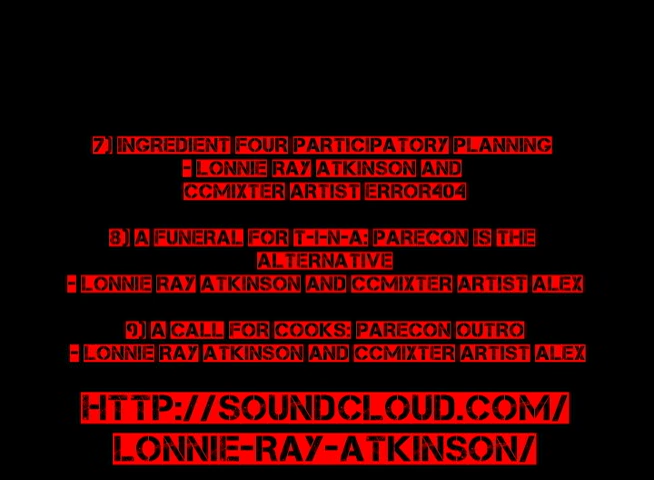 7) INGREDIENT FOUR PARTICIPATORY PLANNING
- LONNIE RAY ATKINSON AND
CCMIXTER ARTIST ERROR404
8) A FUNERAL FOR T-I-N-A: PARECON IS THE
ALTERNATIVE
- LONNIE RAY ATKINSON AND CCMIXTER ARTIST ALEX
9) A CALL FOR COOKS: PARECON OUTRO
- LONNIE RAY ATKINSON AND CCMIXTER ARTIST ALEX
HTTP://SOUNDCLOUD.COM/
LONNIE-RAY-ATKINSON/